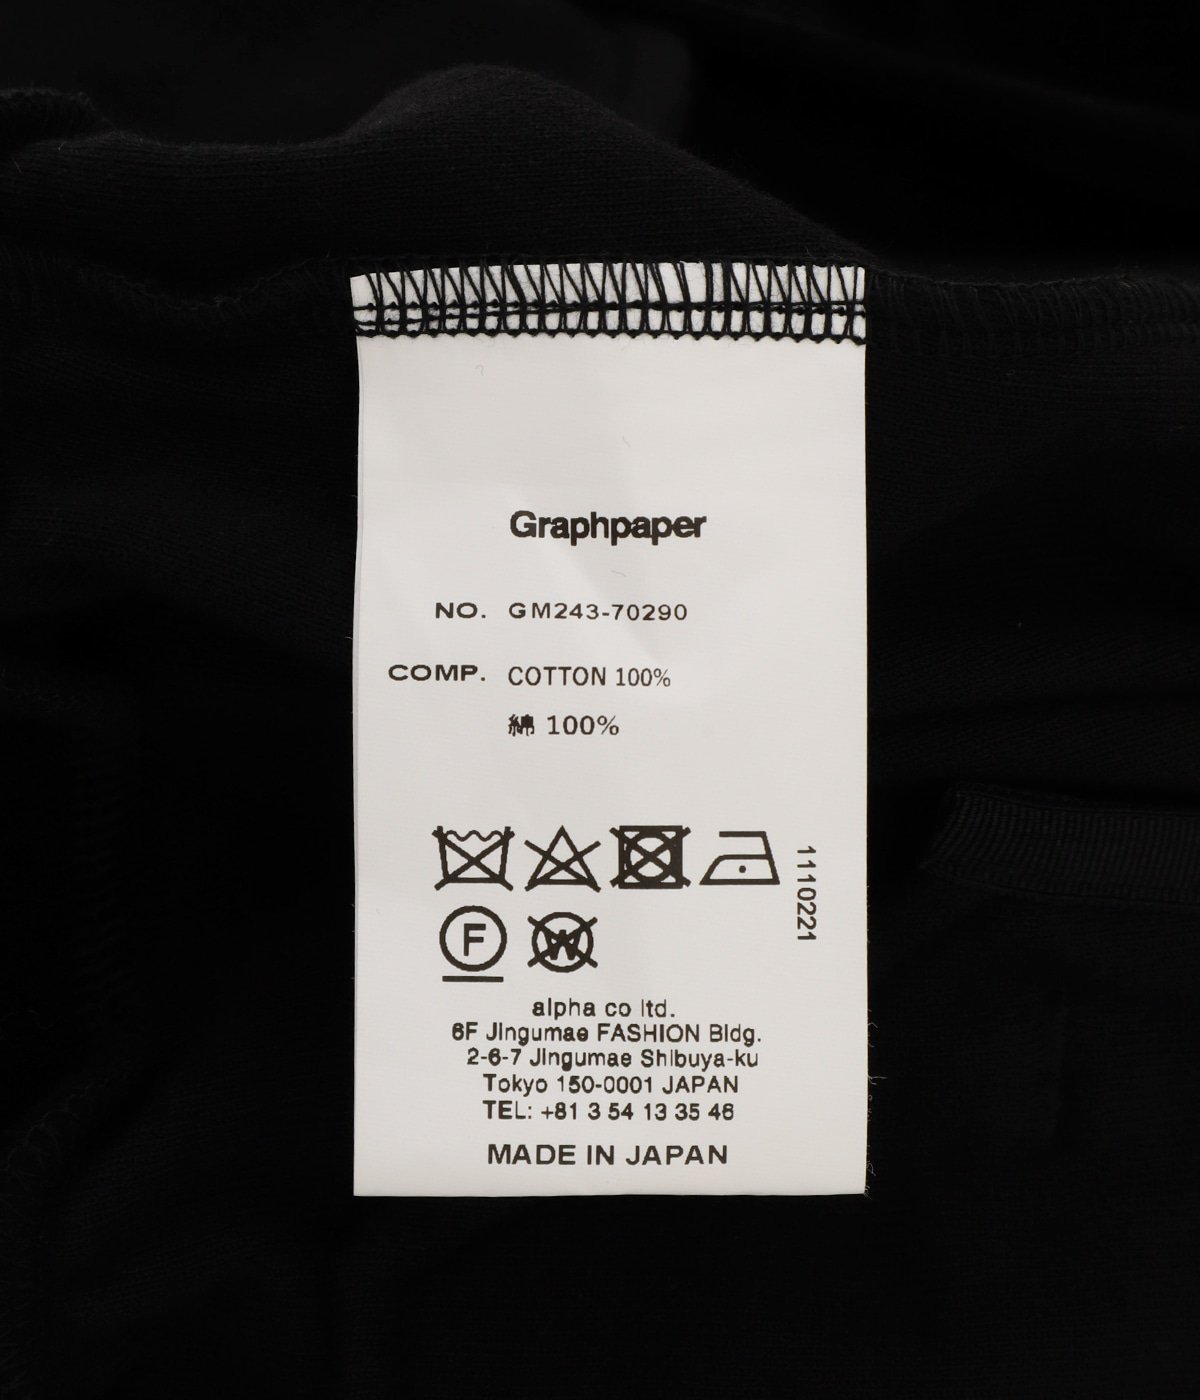 Graphpaper
NO. GM243-70290
COMP. COTTON 100%
綿 100%
1110221
F
W
alpha co ltd.
6F Jingumae FASHION Bldg.
2-6-7 Jingumae Shibuya-ku
Tokyo 150-0001 JAPAN
TEL: +81 3 54 13 35 46
MADE IN JAPAN